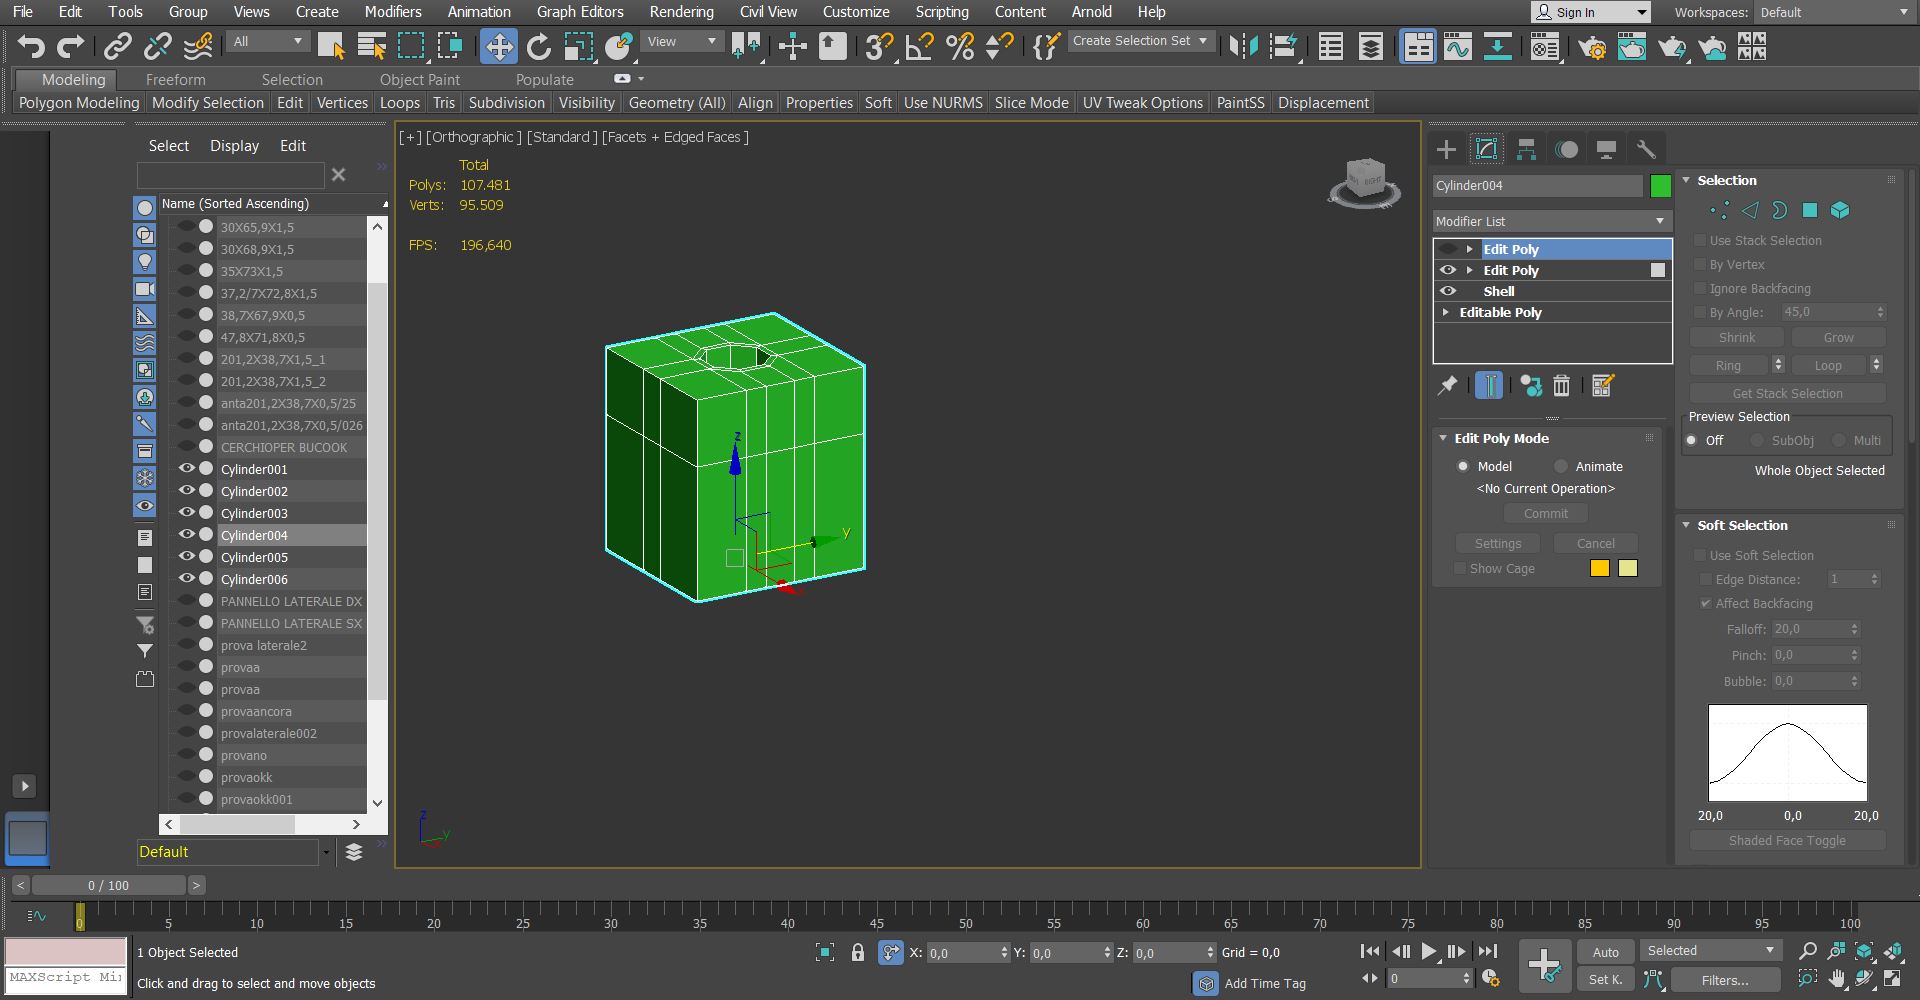 File Edit Tools Group Views Create Modifiers Animation Graph Editors Rendering Civil View Customize Scripting Content Arnold Help Sign In Workspaces: Default
All View Create Selection Set
Modeling Freeform Selection Object Paint Populate
Polygon Modeling Modify Selection Edit Vertices Loops Tris Subdivision Visibility Geometry (All) Align Properties Soft Use NURMS Slice Mode UV Tweak Options PaintSS Displacement
Select Display Edit
Name (Sorted Ascending)
30X65,9X1,5
30X68,9X1,5
35X73X1,5
37,2/7X72,8X1,5
38,7X67,9X0,5
47,8X71,8X0,5
201,2X38,7X1,5_1
201,2X38,7X1,5_2
anta201,2X38,7X0,5/25
anta201,2X38,7X0,5/026
CERCHIOPER BUCOOK
Cylinder001
Cylinder002
Cylinder003
Cylinder004
Cylinder005
Cylinder006
PANNELLO LATERALE DX
PANNELLO LATERALE SX
prova laterale2
provaa
provaa
provaancora
provalaterale002
provano
provaokk
provaokk001
Default
[+] [Orthographic ] [Standard ] [Facets + Edged Faces ]
Total
Polys: 107.481
Verts: 95.509
FPS: 196,640
RIGHT
z
y
x
z
y
x
Cylinder004
Modifier List
Edit Poly
Edit Poly
Shell
Editable Poly
Edit Poly Mode
Model Animate
<No Current Operation>
Commit
Settings Cancel
Show Cage
Selection
Use Stack Selection
By Vertex
Ignore Backfacing
By Angle: 45,0
Shrink Grow
Ring Loop
Get Stack Selection
Preview Selection
Off SubObj Multi
Whole Object Selected
Soft Selection
Use Soft Selection
Edge Distance: 1
Affect Backfacing
Falloff: 20,0
Pinch: 0,0
Bubble: 0,0
20,0 0,0 20,0
Shaded Face Toggle
< 0 / 100 >
0 5 10 15 20 25 30 35 40 45 50 55 60 65 70 75 80 85 90 95 100
1 Object Selected X: 0,0 Y: 0,0 Z: 0,0 Grid = 0,0 Auto Selected
MAXScript Mi Click and drag to select and move objects Add Time Tag 0 Set K. Filters...